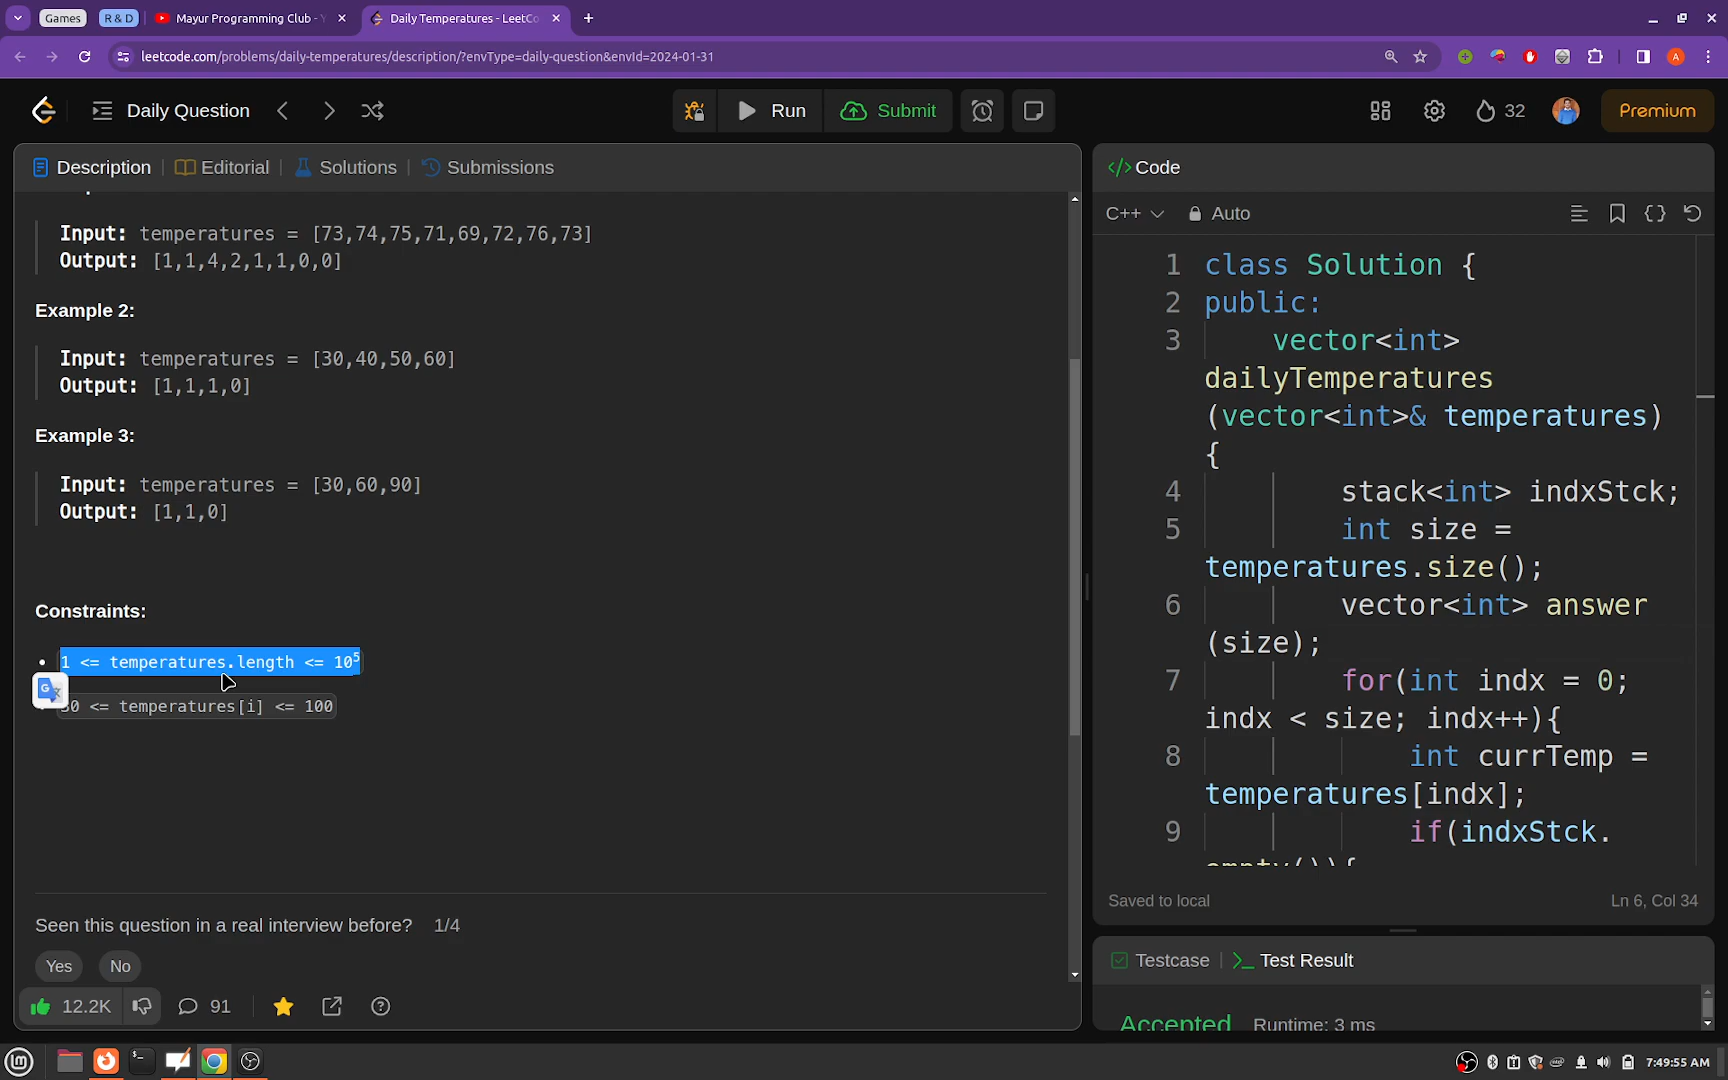 Games
R & D
Mayur Programming Club - Y
Daily Temperatures - LeetCo
leetcode.com/problems/daily-temperatures/description/?envType=daily-question&envId=2024-01-31
A
Daily Question
Run
Submit
32
Premium
Description
Editorial
Solutions
Submissions
Input: temperatures = [73,74,75,71,69,72,76,73]
Output: [1,1,4,2,1,1,0,0]
Example 2:
Input: temperatures = [30,40,50,60]
Output: [1,1,1,0]
Example 3:
Input: temperatures = [30,60,90]
Output: [1,1,0]
Constraints:
• 1 <= temperatures.length <= 10⁵
30 <= temperatures[i] <= 100
Seen this question in a real interview before? 1/4
Yes
No
12.2K
91
</> Code
C++
Auto
1 class Solution {
2 public:
3 vector<int>
dailyTemperatures
(vector<int>& temperatures)
{
4 stack<int> indxStck;
5 int size =
temperatures.size();
6 vector<int> answer
(size);
7 for(int indx = 0;
indx < size; indx++){
8 int currTemp =
temperatures[indx];
9 if(indxStck.
empty()){
Saved to local
Ln 6, Col 34
Testcase
Test Result
Accepted Runtime: 3 ms
7:49:55 AM